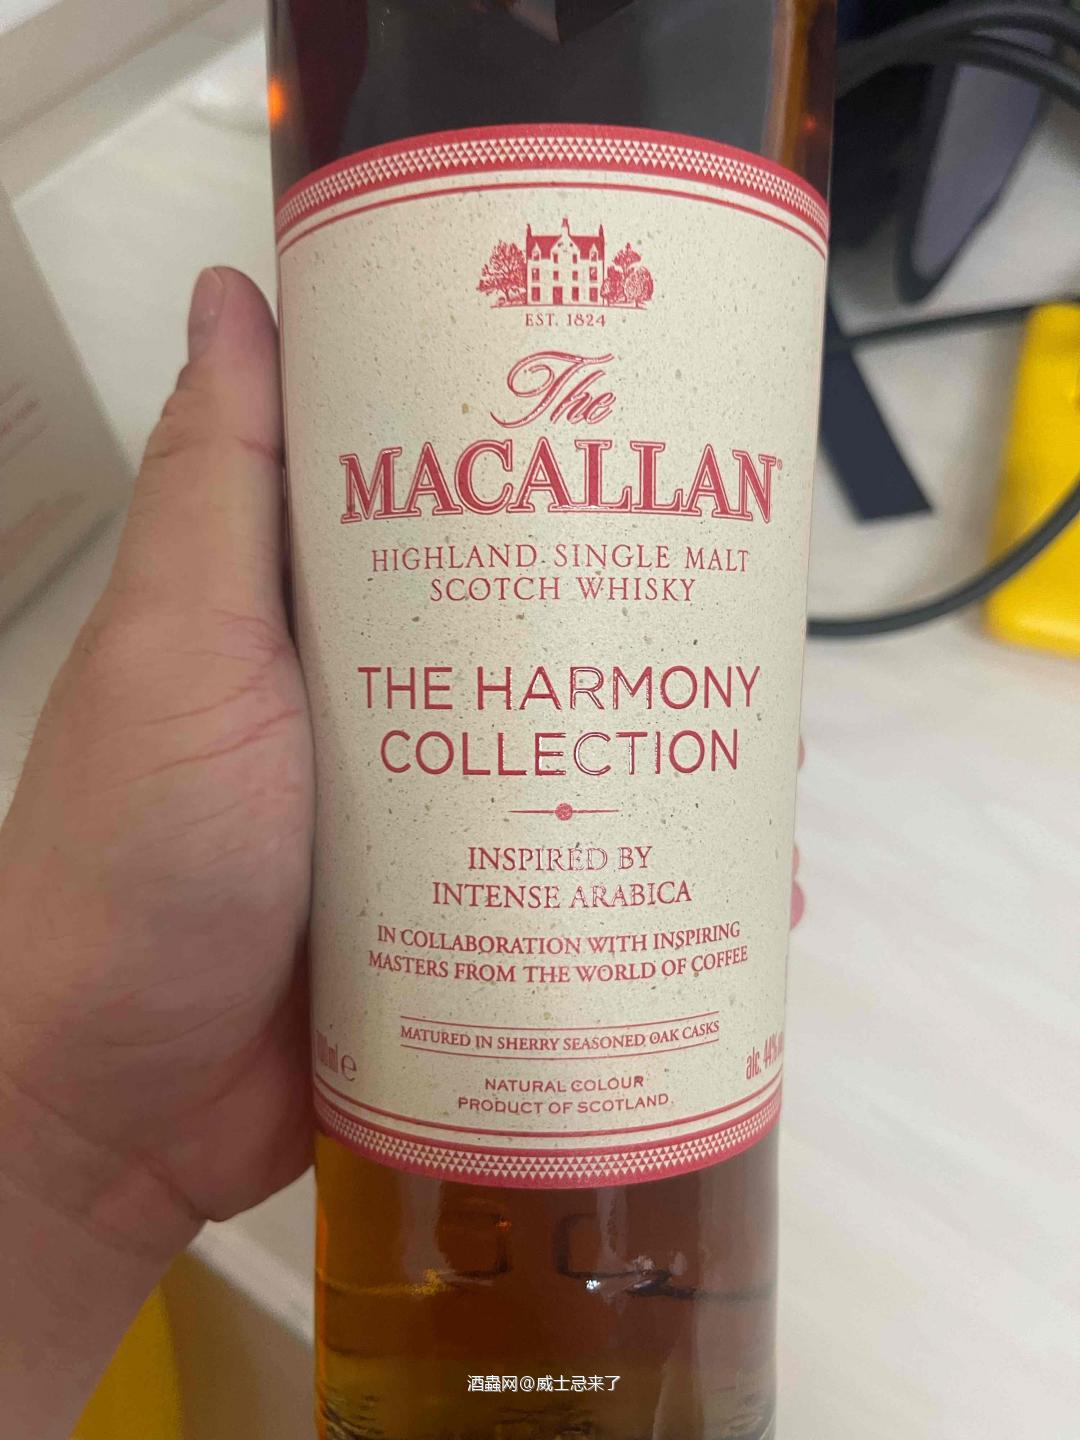 EST. 1824
The
MACALLAN®
HIGHLAND SINGLE MALT
SCOTCH WHISKY
THE HARMONY
COLLECTION
INSPIRED BY
INTENSE ARABICA
IN COLLABORATION WITH INSPIRING
MASTERS FROM THE WORLD OF COFFEE
MATURED IN SHERRY SEASONED OAK CASKS
alc. 44%
NATURAL COLOUR
PRODUCT OF SCOTLAND
酒蟲网@威士忌来了